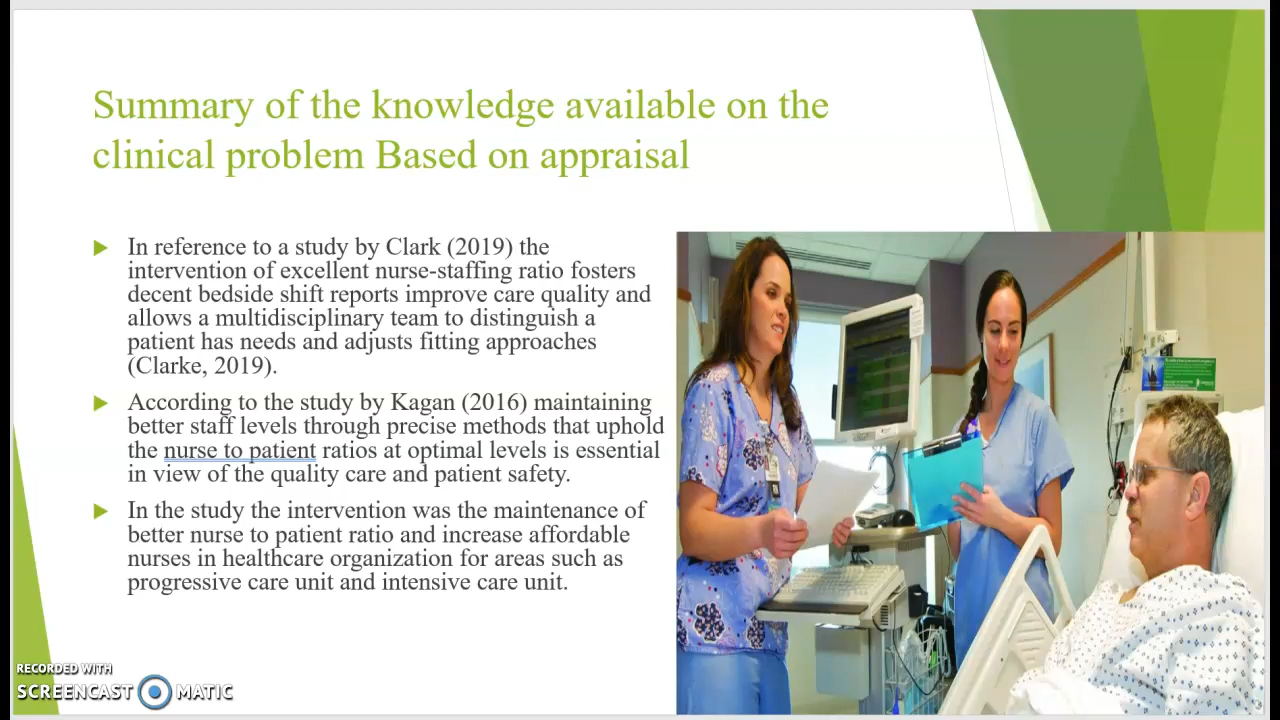 Summary of the knowledge available on the
clinical problem Based on appraisal
In reference to a study by Clark (2019) the
intervention of excellent nurse-staffing ratio fosters
decent bedside shift reports improve care quality and
allows a multidisciplinary team to distinguish a
patient has needs and adjusts fitting approaches
(Clarke, 2019).
According to the study by Kagan (2016) maintaining
better staff levels through precise methods that uphold
the nurse to patient ratios at optimal levels is essential
in view of the quality care and patient safety.
In the study the intervention was the maintenance of
better nurse to patient ratio and increase affordable
nurses in healthcare organization for areas such as
progressive care unit and intensive care unit.
RECORDED WITH
SCREENCAST MATIC